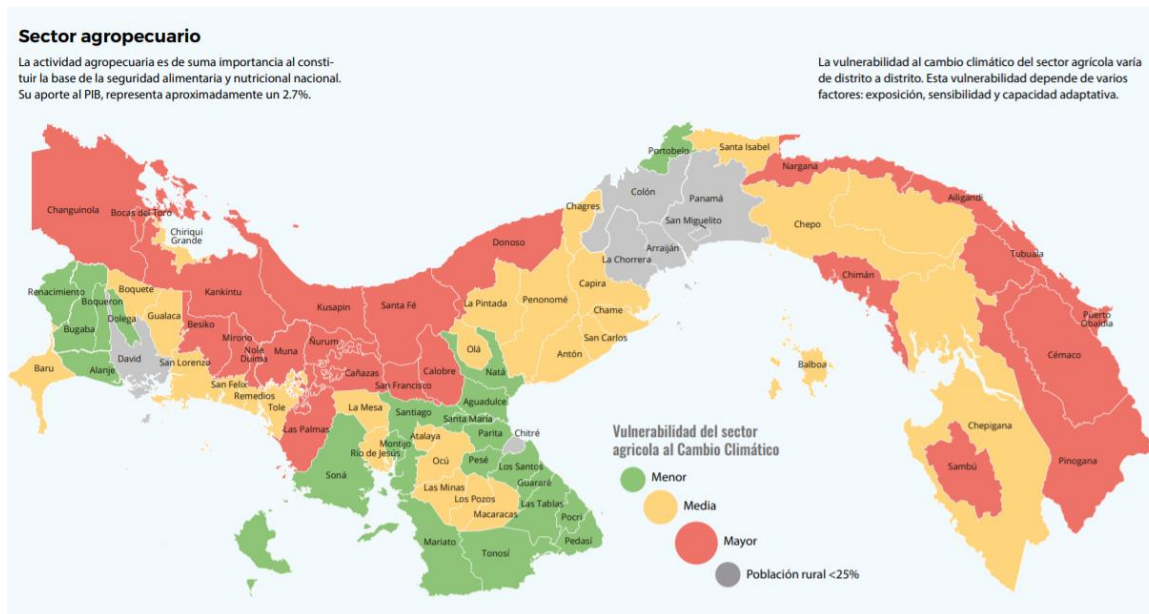 Sector agropecuario
La actividad agropecuaria es de suma importancia al consti-
tuir la base de la seguridad alimentaria y nutricional nacional.
Su aporte al PIB, representa aproximadamente un 2.7%.
La vulnerabilidad al cambio climático del sector agrícola varía
de distrito a distrito. Esta vulnerabilidad depende de varios
factores: exposición, sensibilidad y capacidad adaptativa.
Portobelo
Santa Isabel
Nargana
Ailigandi
Changuinola
Bocas del Toro
Chiriqui
Grande
Chagres
Colón
Panamá
San Miguelito
Arraiján
La Chorrera
Donoso
Chepo
Tubuala
Chimán
Puerto
Obaldia
Renacimiento
Boqueron
Boquete
Dolega
Gualaca
Bugaba
Kankintu
Kusapin
Santa Fé
La Pintada
Penonomé
Capira
Chame
San Carlos
Besiko
Mirono
Nole
Duima
Muna
Ñurum
Olá
Antón
Balboa
Cémaco
David
Alanje
Baru
San Lorenzo
San Felix
Remedios
Tole
Cañazas
San Francisco
Calobre
Natá
Aguadulce
Las Palmas
La Mesa
Santiago
Santa María
Chitré
Parita
Atalaya
Montijo
Río de Jesús
Ocú
Pesé
Los Santos
Soná
Guararé
Las Minas
Los Pozos
Las Tablas
Macaracas
Pocri
Mariato
Tonosí
Pedasí
Chepigana
Sambú
Pinogana
Vulnerabilidad del sector
agricola al Cambio Climático
Menor
Media
Mayor
Población rural <25%